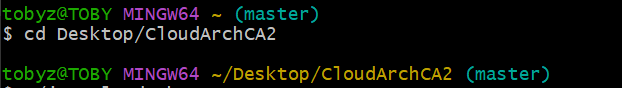 tobyz@TOBY MINGW64 ~ (master)
$ cd Desktop/CloudArchCA2
tobyz@TOBY MINGW64 ~/Desktop/CloudArchCA2 (master)